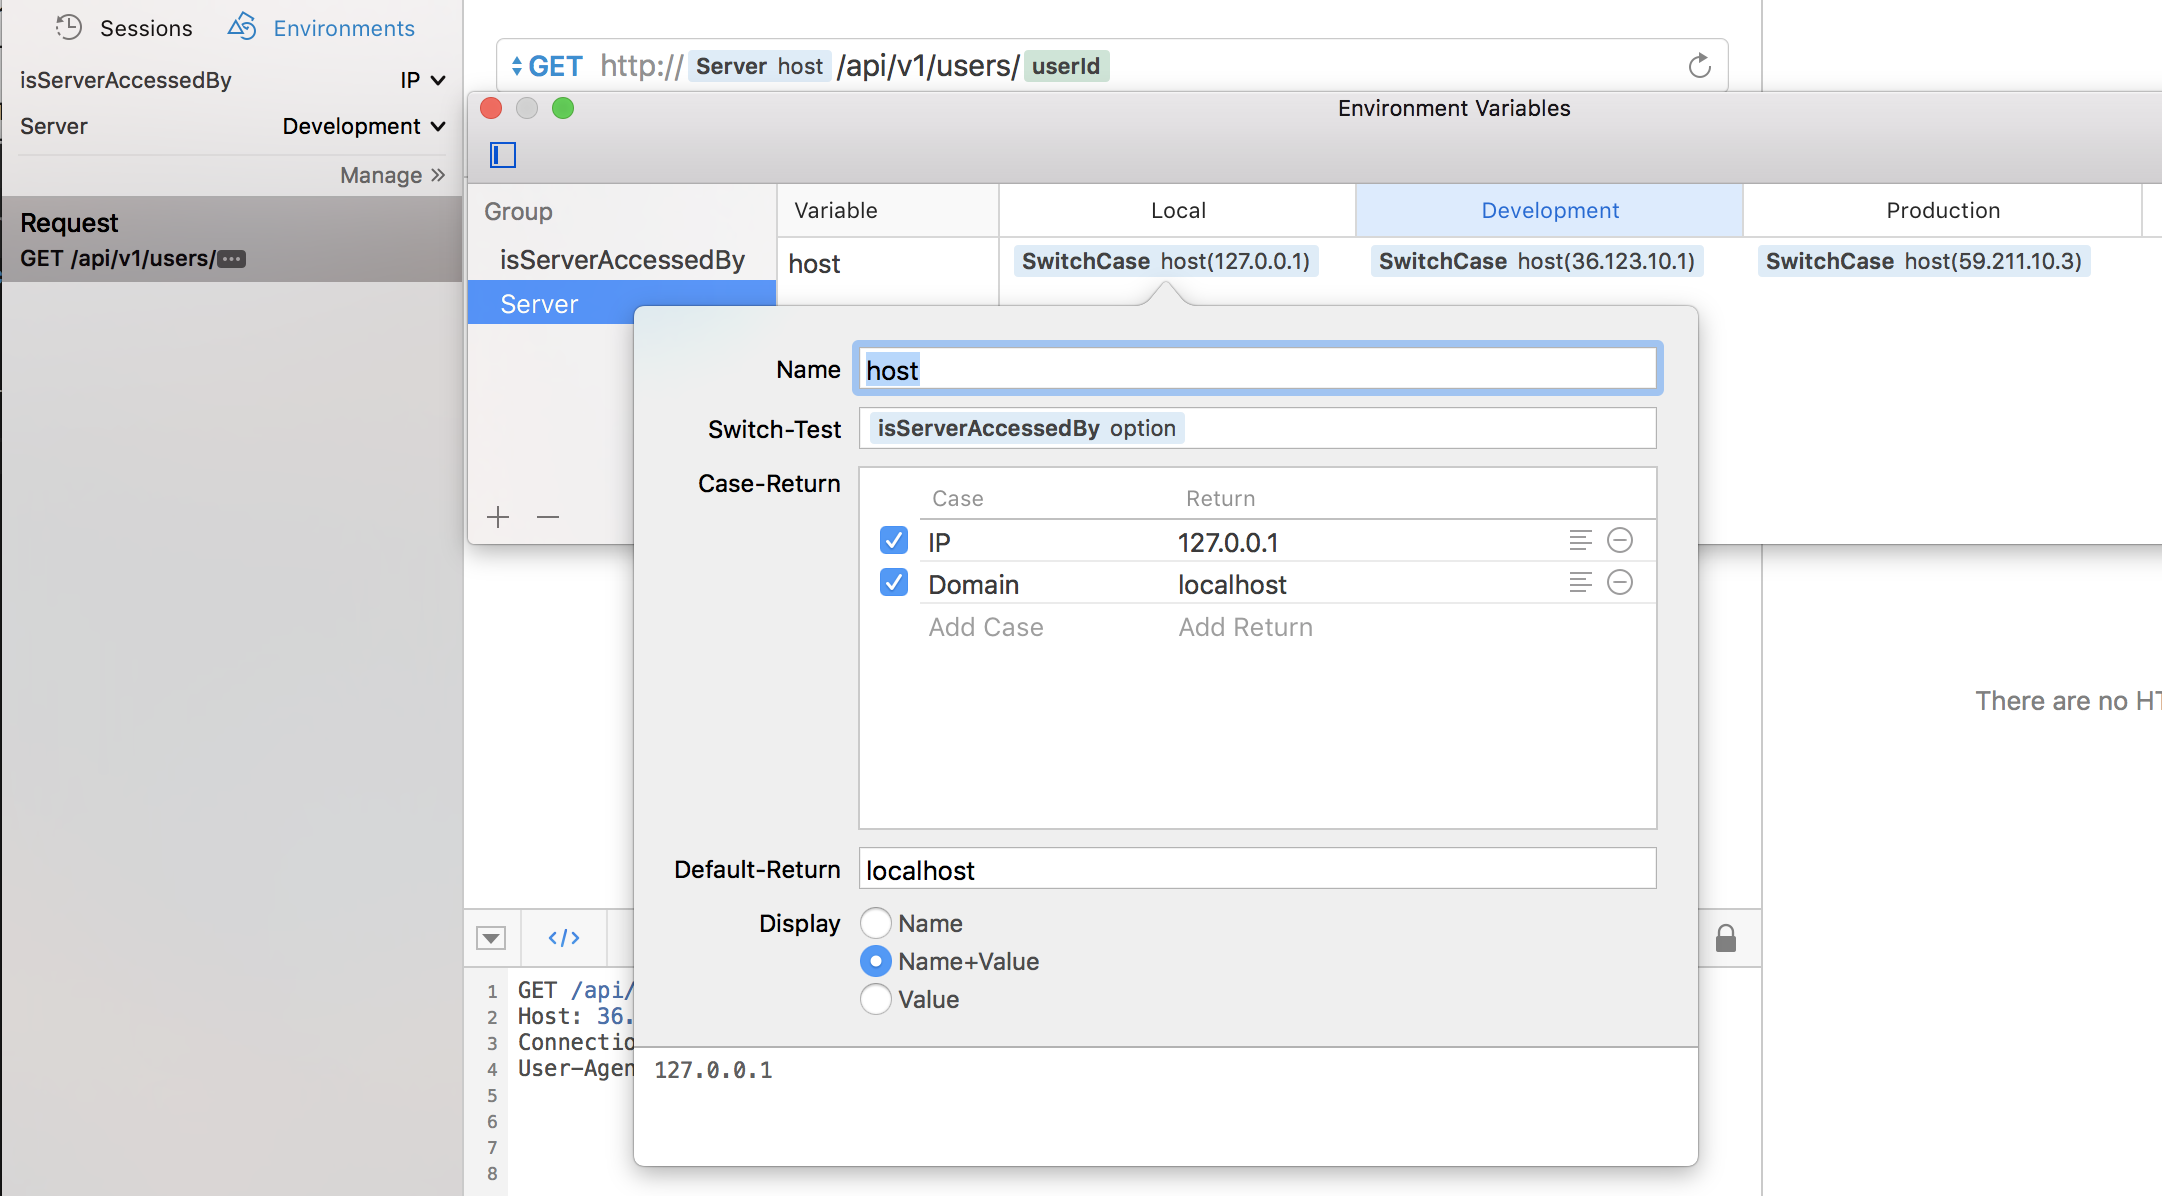 Sessions Environments
isServerAccessedBy IP
Server Development
Manage »
Request
GET /api/v1/users/
GET http:// Server host /api/v1/users/ userId
Environment Variables
Group Variable Local Development Production
isServerAccessedBy
Server
host SwitchCase host(127.0.0.1) SwitchCase host(36.123.10.1) SwitchCase host(59.211.10.3)
Name host
Switch-Test isServerAccessedBy option
Case-Return
Case Return
IP 127.0.0.1
Domain localhost
Add Case Add Return
Default-Return localhost
Display
Name
Name+Value
Value
127.0.0.1
There are no HT
</>
1 GET /api/
2 Host: 36.
3 Connectio
4 User-Agen
5
6
7
8